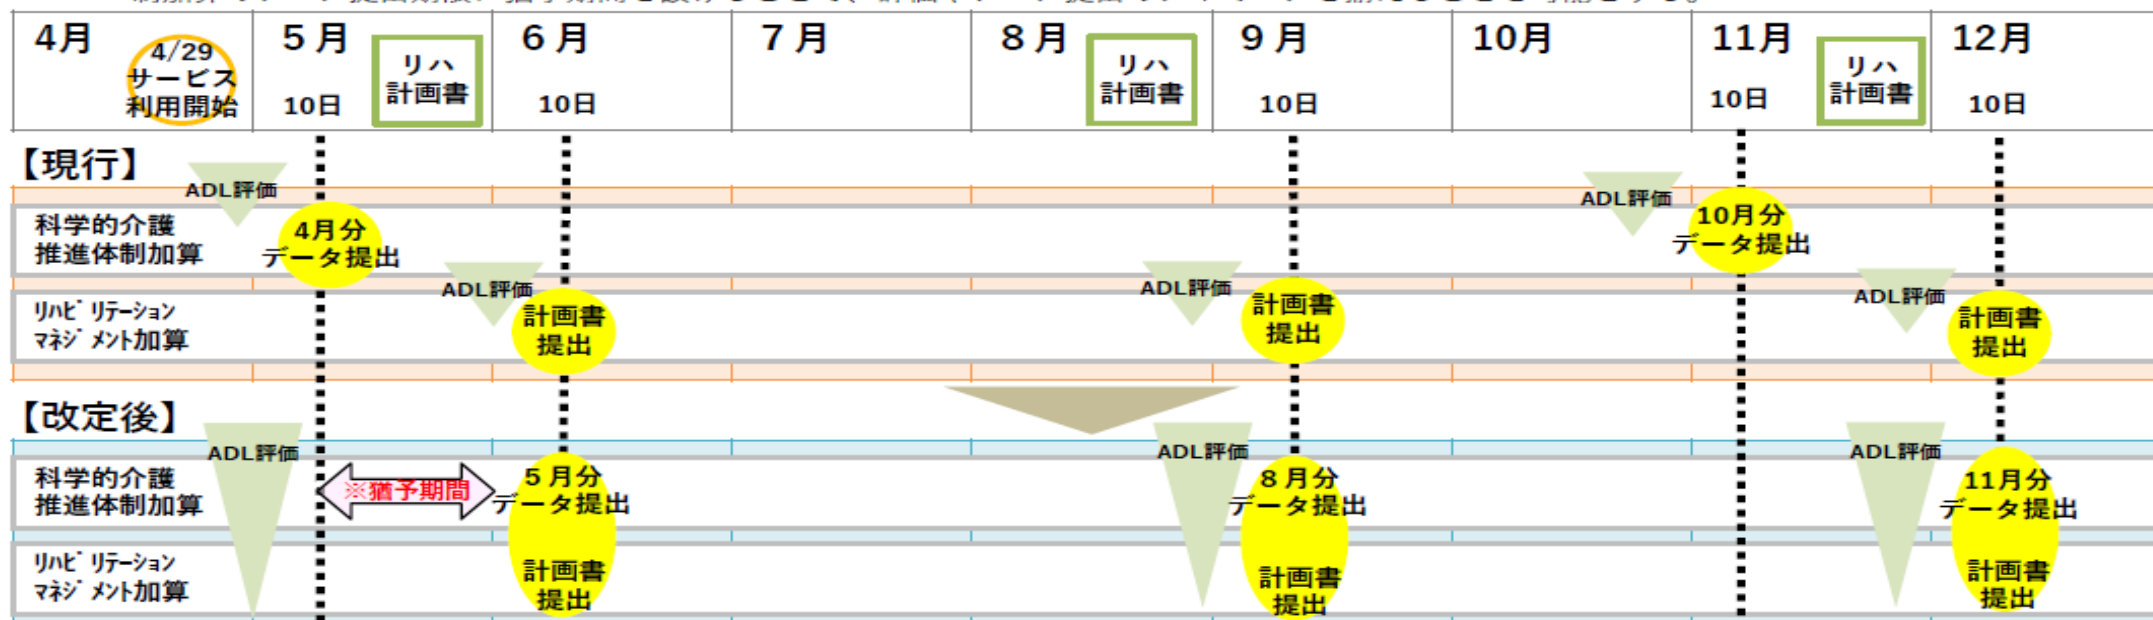 4月
4/29
サービス
利用開始
5月
10日
リハ
計画書
6月
10日
7月
8月
リハ
計画書
9月
10日
10月
11月
10日
リハ
計画書
12月
10日
【現行】
ADL評価
ADL評価
科学的介護
推進体制加算
4月分
データ提出
10月分
データ提出
ADL評価
ADL評価
ADL評価
リハビリテーション
マネジメント加算
計画書
提出
計画書
提出
計画書
提出
【改定後】
ADL評価
ADL評価
ADL評価
科学的介護
推進体制加算
※猶予期間
5月分
データ提出
8月分
データ提出
11月分
データ提出
リハビリテーション
マネジメント加算
計画書
提出
計画書
提出
計画書
提出